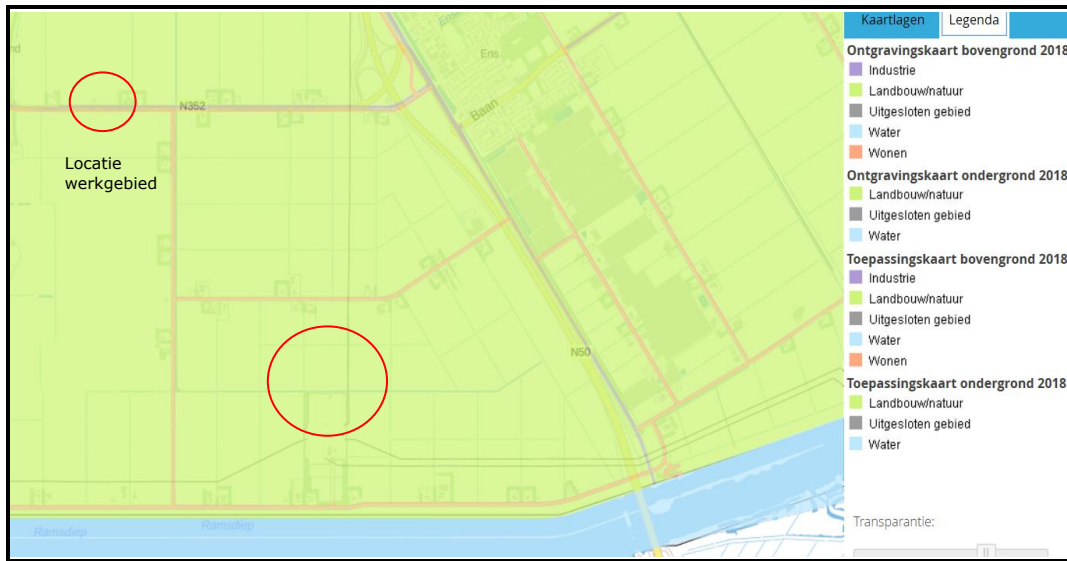 Ens
Ens
nd
N352
Baan
Locatie
werkgebied
N50
Ramsdiep
Ramsdiep
Kaartlagen
Legenda
Ontgravingskaart bovengrond 2018
Industrie
Landbouw/natuur
Uitgesloten gebied
Water
Wonen
Ontgravingskaart ondergrond 2018
Landbouw/natuur
Uitgesloten gebied
Water
Toepassingskaart bovengrond 2018
Industrie
Landbouw/natuur
Uitgesloten gebied
Water
Wonen
Toepassingskaart ondergrond 2018
Landbouw/natuur
Uitgesloten gebied
Water
Transparantie: